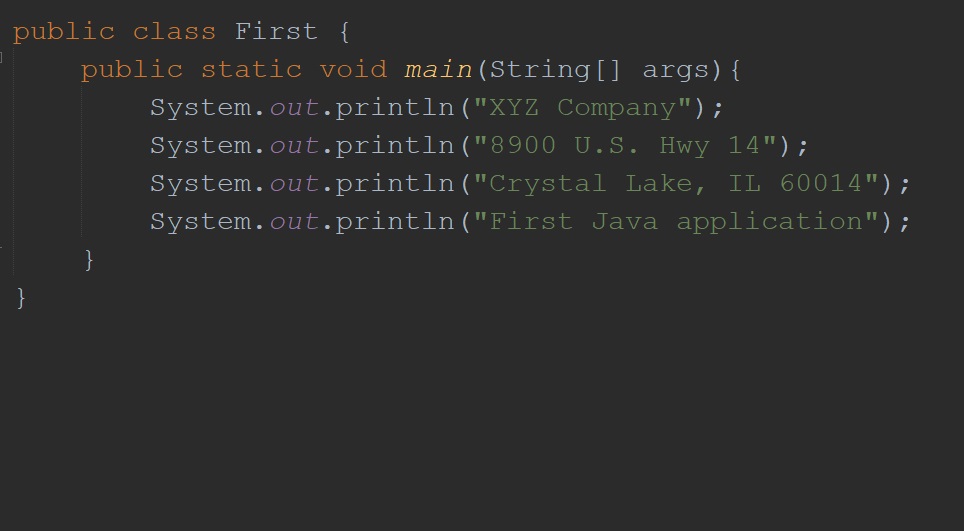 public class First {
    public static void main(String[] args){
        System.out.println("XYZ Company");
        System.out.println("8900 U.S. Hwy 14");
        System.out.println("Crystal Lake, IL 60014");
        System.out.println("First Java application");
    }
}